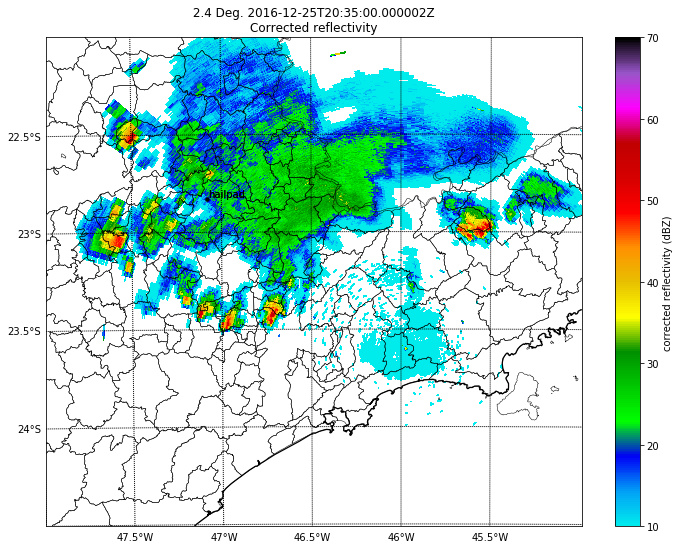 2.4 Deg. 2016-12-25T20:35:00.000002Z
Corrected reflectivity
22.5°S
23°S
23.5°S
24°S
47.5°W
47°W
46.5°W
46°W
45.5°W
70
60
50
40
30
20
10
corrected reflectivity (dBZ)